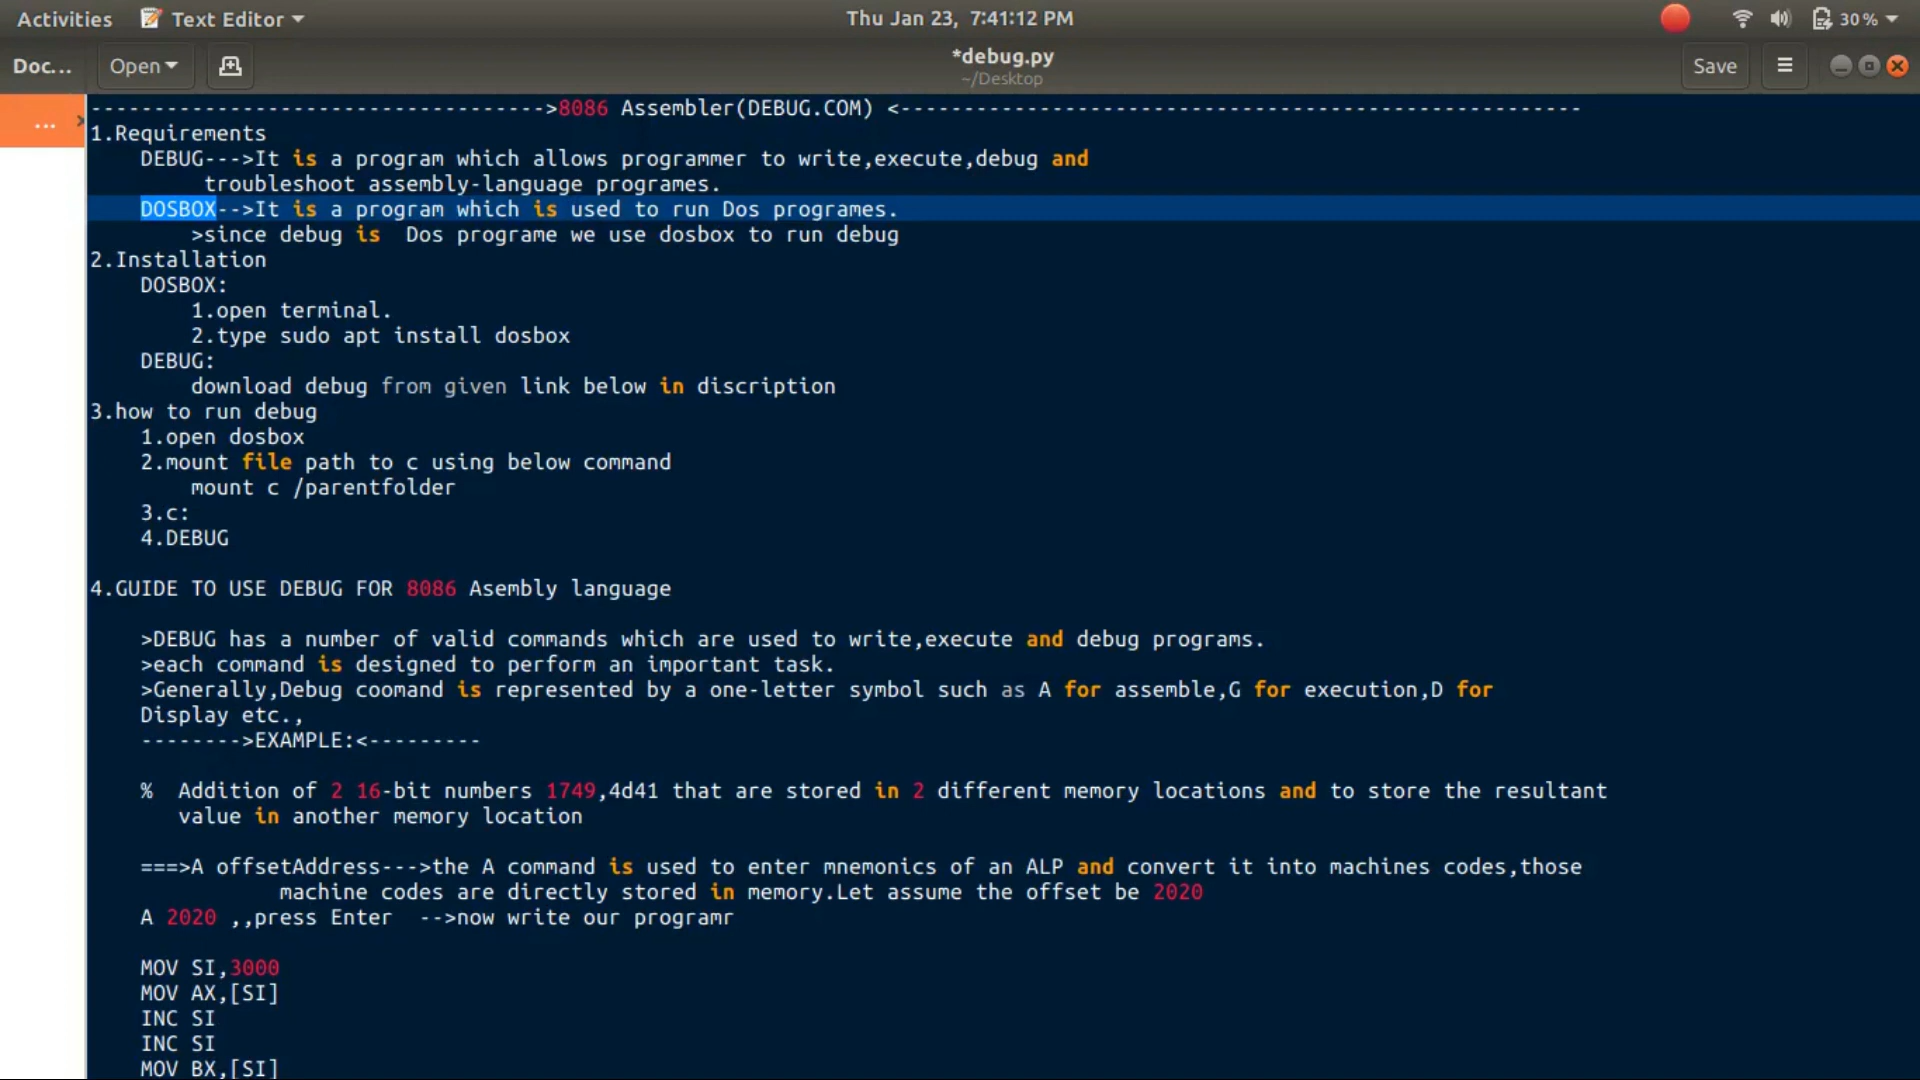 Activities Text Editor Thu Jan 23, 7:41:12 PM 30%
Doc... Open *debug.py Save
~/Desktop
...
------------------------------------>8086 Assembler(DEBUG.COM) <------------------------------------------------------
1.Requirements
DEBUG--->It is a program which allows programmer to write,execute,debug and
troubleshoot assembly-language programes.
DOSBOX-->It is a program which is used to run Dos programes.
>since debug is  Dos programe we use dosbox to run debug
2.Installation
DOSBOX:
1.open terminal.
2.type sudo apt install dosbox
DEBUG:
download debug from given link below in discription
3.how to run debug
1.open dosbox
2.mount file path to c using below command
mount c /parentfolder
3.c:
4.DEBUG
4.GUIDE TO USE DEBUG FOR 8086 Asembly language
>DEBUG has a number of valid commands which are used to write,execute and debug programs.
>each command is designed to perform an important task.
>Generally,Debug coomand is represented by a one-letter symbol such as A for assemble,G for execution,D for
Display etc.,
-------->EXAMPLE:<---------
%  Addition of 2 16-bit numbers 1749,4d41 that are stored in 2 different memory locations and to store the resultant
value in another memory location
===>A offsetAddress--->the A command is used to enter mnemonics of an ALP and convert it into machines codes,those
machine codes are directly stored in memory.Let assume the offset be 2020
A 2020 ,,press Enter  -->now write our programr
MOV SI,3000
MOV AX,[SI]
INC SI
INC SI
MOV BX,[SI]